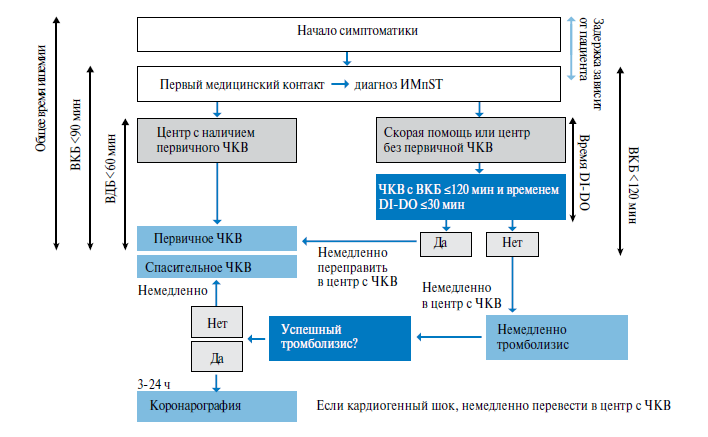 Начало симптоматики
Задержка зависит
от пациента
Общее время ишемии
ВКБ <90 мин
Первый медицинский контакт → диагноз ИМпST
ВДБ <60 мин
Центр с наличием
первичного ЧКВ
Скорая помощь или центр
без первичной ЧКВ
Время DI-DO
ВКБ <120 мин
ЧКВ с ВКБ ≤120 мин и временем
DI-DO ≤30 мин
Первичное ЧКВ
Да
Нет
Спасительное ЧКВ
Немедленно
переправить
в центр с ЧКВ
Немедленно
Немедленно
в центр с ЧКВ
Нет
Успешный
тромболизис?
Немедленно
тромболизис
Да
3-24 ч
Коронарография
Если кардиогенный шок, немедленно перевести в центр с ЧКВ